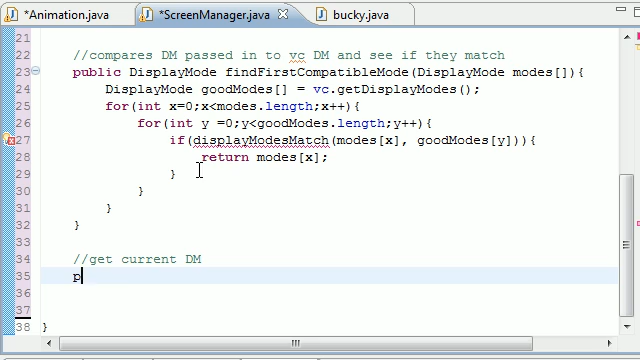 *Animation.java *ScreenManager.java bucky.java
21
22 //compares DM passed in to vc DM and see if they match
23 public DisplayMode findFirstCompatibleMode(DisplayMode modes[]){
24 DisplayMode goodModes[] = vc.getDisplayModes();
25 for(int x=0;x<modes.length;x++){
26 for(int y =0;y<goodModes.length;y++){
27 if(displayModesMatch(modes[x], goodModes[y])){
28 return modes[x];
29 }
30 }
31 }
32 }
33
34 //get current DM
35 p
36
37
38 }